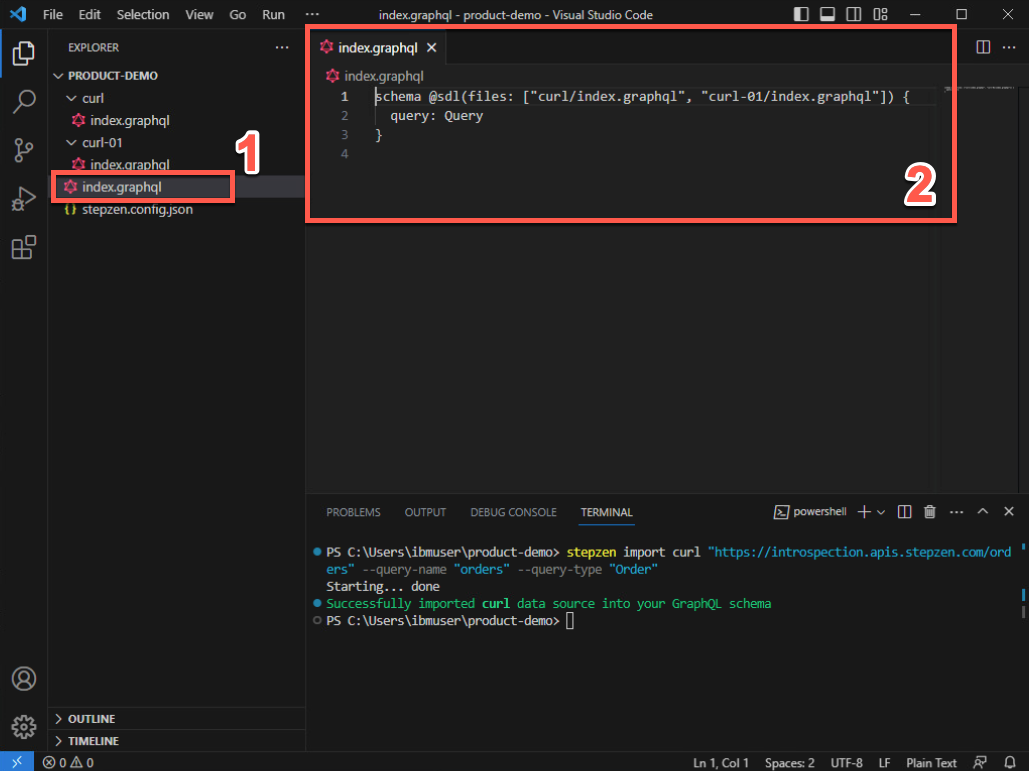 File Edit Selection View Go Run ··· index.graphql - product-demo - Visual Studio Code
EXPLORER ···
PRODUCT-DEMO
curl
index.graphql
curl-01
index.graphql
index.graphql
{} stepzen.config.json
1
index.graphql
index.graphql
1 schema @sdl(files: ["curl/index.graphql", "curl-01/index.graphql"]) {
2 query: Query
3 }
4
2
PROBLEMS OUTPUT DEBUG CONSOLE TERMINAL powershell
PS C:\Users\ibmuser\product-demo> stepzen import curl "https://introspection.apis.stepzen.com/ord
ers" --query-name "orders" --query-type "Order"
Starting... done
Successfully imported curl data source into your GraphQL schema
PS C:\Users\ibmuser\product-demo>
OUTLINE
TIMELINE
0 0 Ln 1, Col 1 Spaces: 2 UTF-8 LF Plain Text